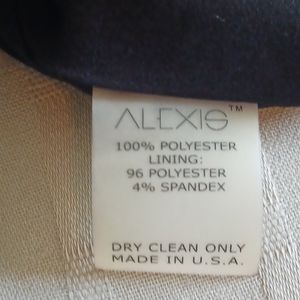 ALEXIS™
100% POLYESTER
LINING:
96 POLYESTER
4% SPANDEX
DRY CLEAN ONLY
MADE IN U.S.A.